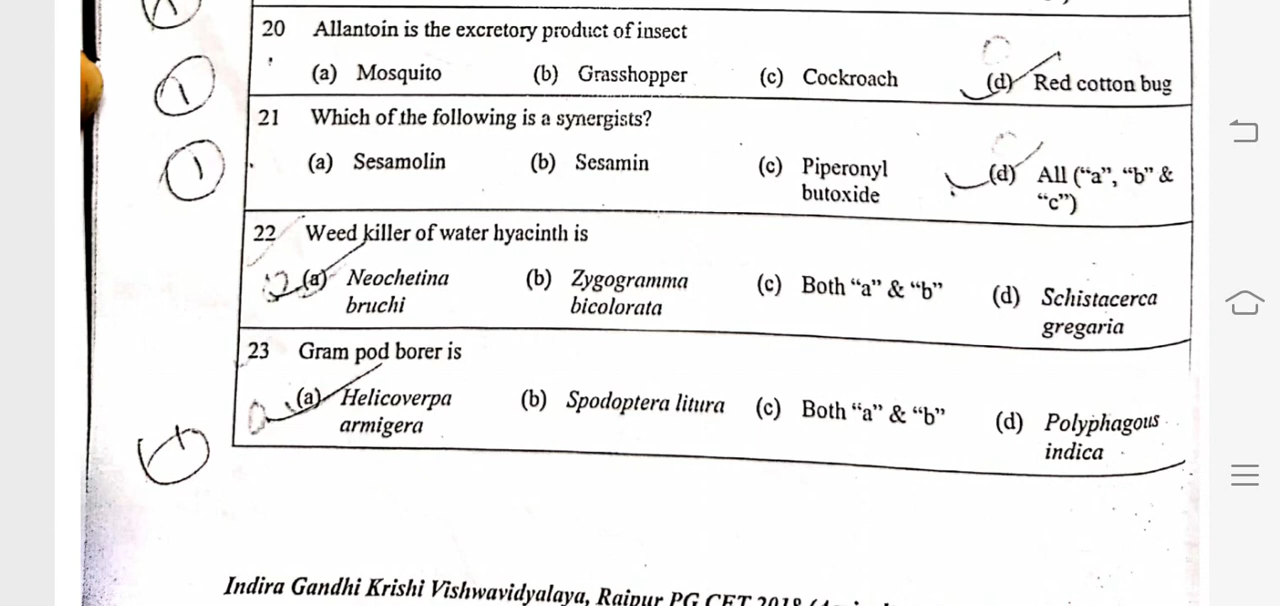 20 Allantoin is the excretory product of insect
(a) Mosquito (b) Grasshopper (c) Cockroach (d) Red cotton bug
21 Which of the following is a synergists?
(a) Sesamolin (b) Sesamin (c) Piperonyl butoxide (d) All (“a”, “b” & “c”)
22 Weed killer of water hyacinth is
(a) Neochetina bruchi (b) Zygogramma bicolorata (c) Both “a” & “b” (d) Schistacerca gregaria
23 Gram pod borer is
(a) Helicoverpa armigera (b) Spodoptera litura (c) Both “a” & “b” (d) Polyphagous indica
Indira Gandhi Krishi Vishwavidyalaya, Raipur PG CET 2018